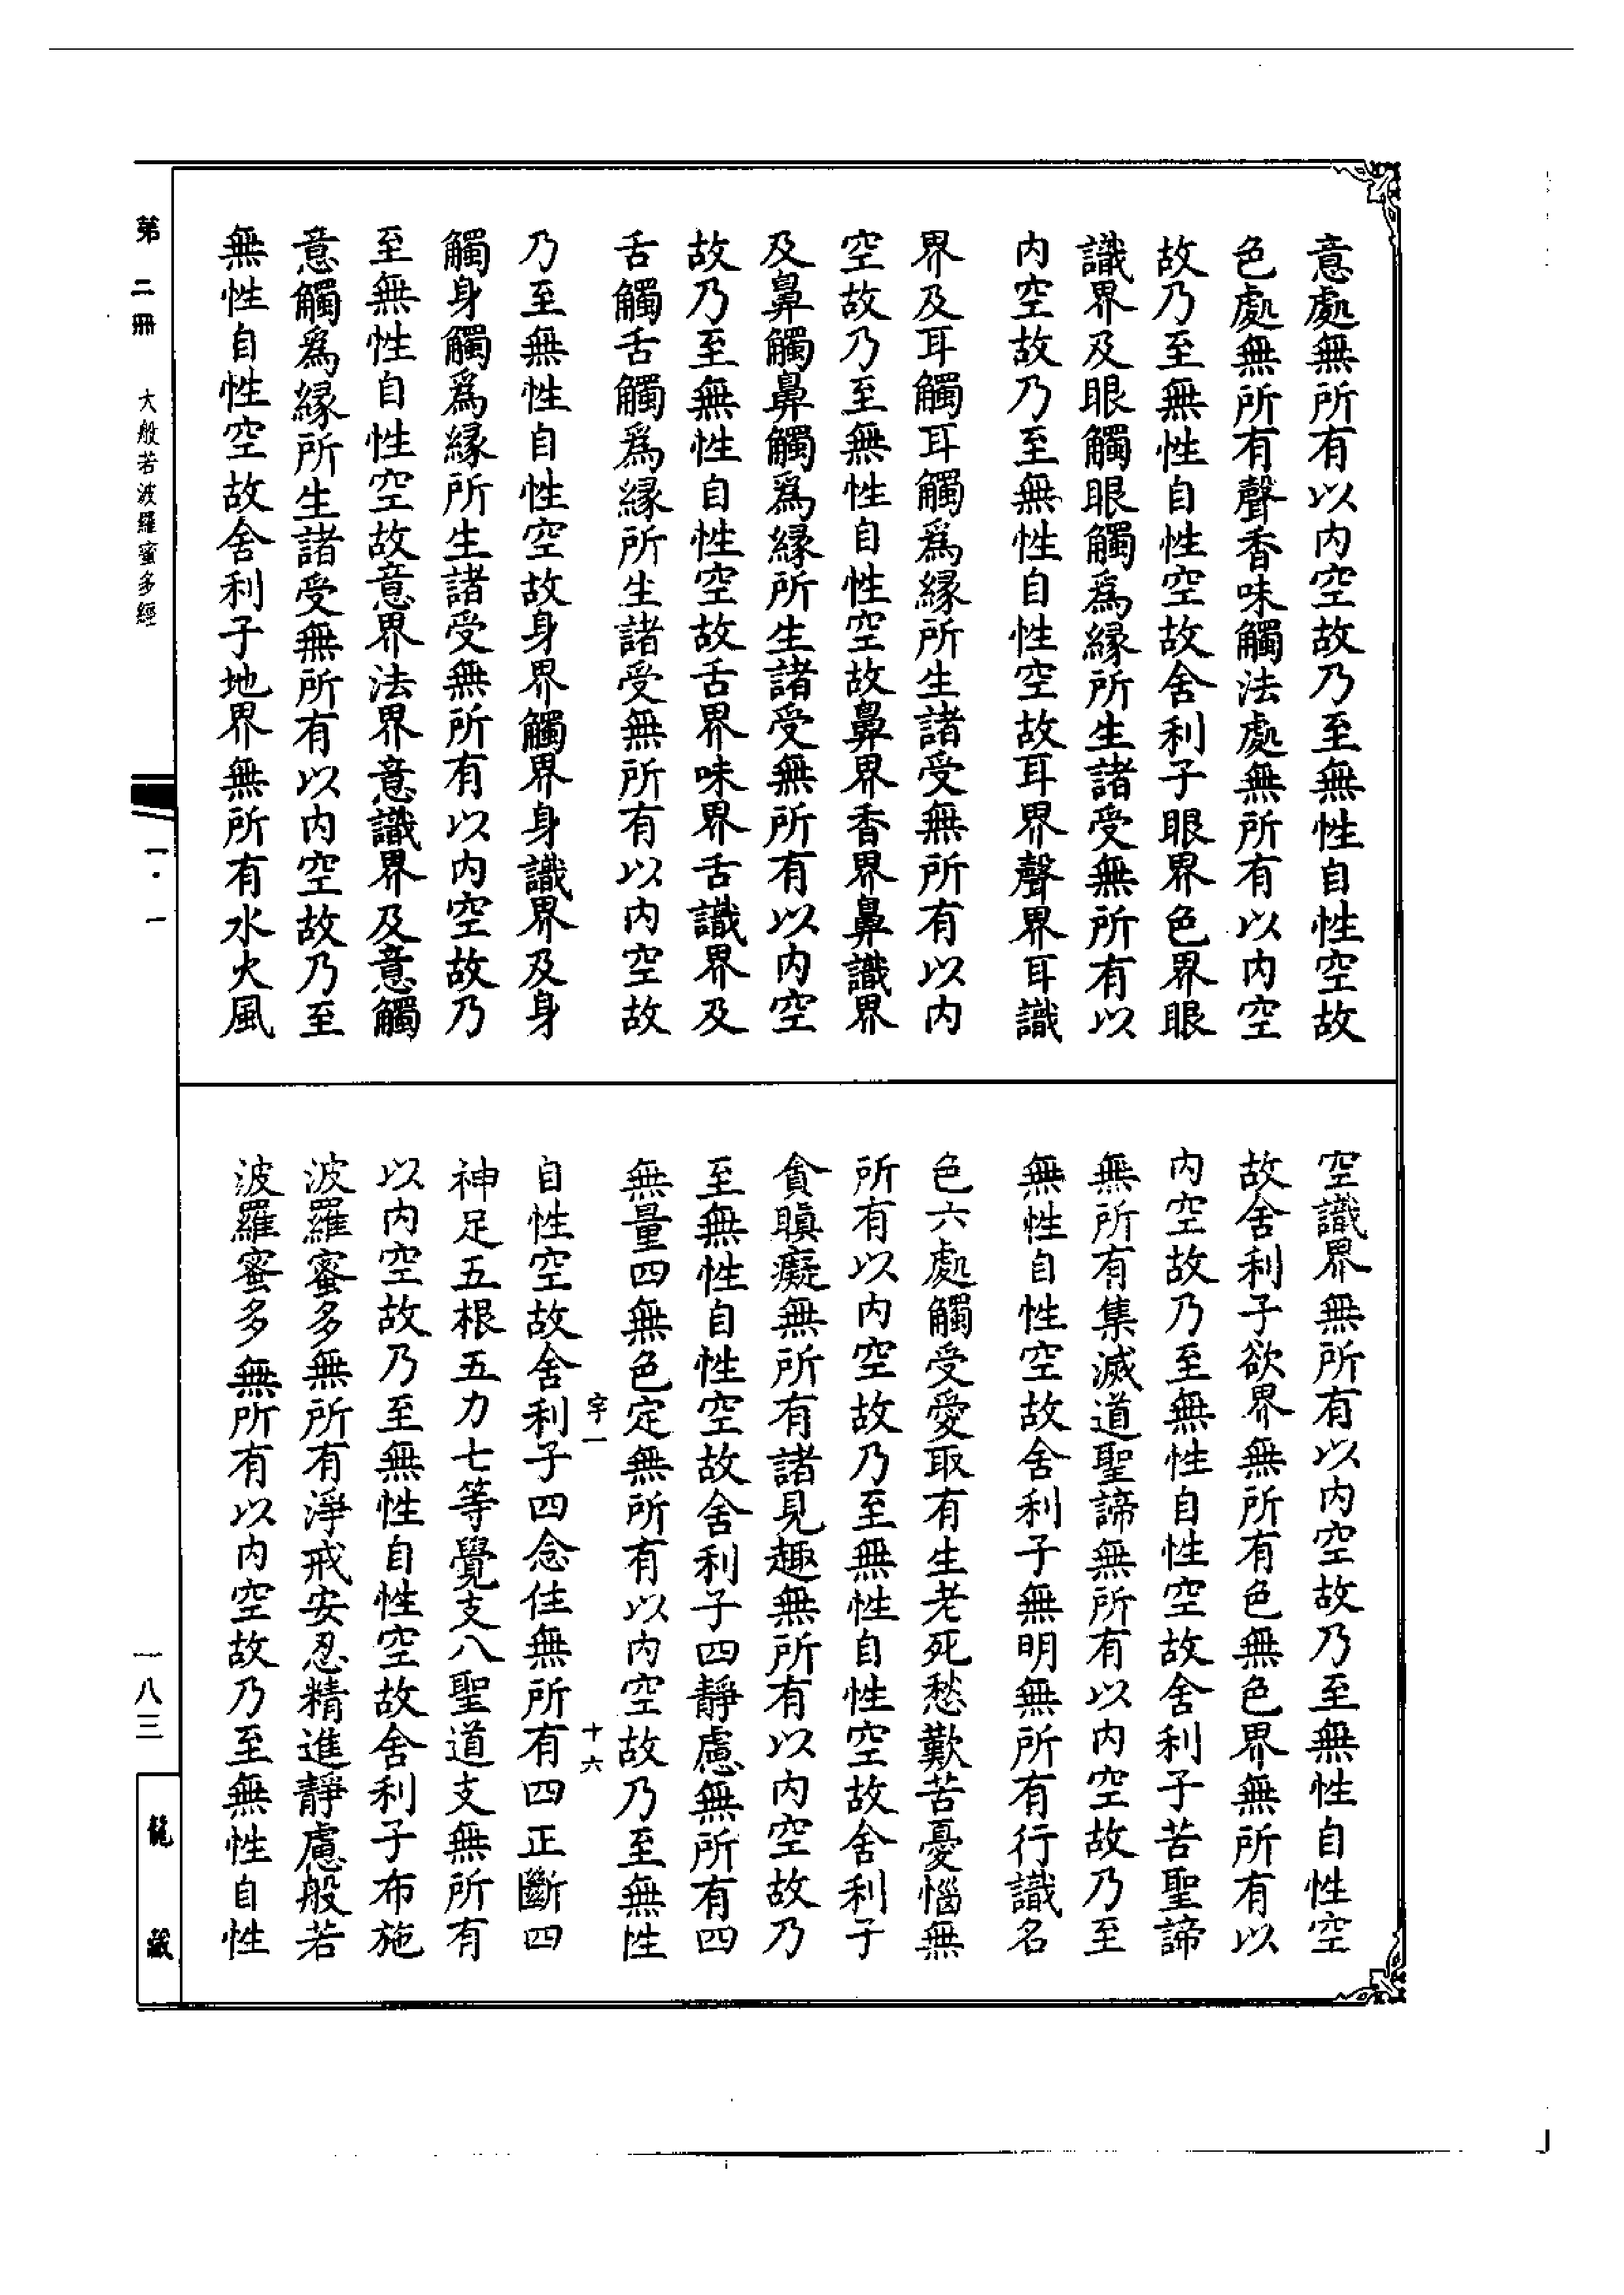 意處無所有以内空故乃至無性自性空故
色處無所有聲香味觸法處無所有以内空
故乃至無性自性空故舍利子眼界色界眼
識界及眼觸眼觸爲縁所生諸受無所有以
内空故乃至無性自性空故耳界聲界耳識
界及耳觸耳觸爲縁所生諸受無所有以内
空故乃至無性自性空故鼻界香界鼻識界
及鼻觸鼻觸爲縁所生諸受無所有以内空
故乃至無性自性空故舌界味界舌識界及
舌觸舌觸爲縁所生諸受無所有以内空故
乃至無性自性空故身界觸界身識界及身
觸身觸爲縁所生諸受無所有以内空故乃
至無性自性空故意界法界意識界及意觸
意觸爲縁所生諸受無所有以内空故乃至
無性自性空故舍利子地界無所有水火風
空識界無所有以内空故乃至無性自性空
故舍利子欲界無所有色無色界無所有以
内空故乃至無性自性空故舍利子苦聖諦
無所有集滅道聖諦無所有以内空故乃至
無性自性空故舍利子無明無所有行識名
色六處觸受愛取有生老死愁歎苦憂惱無
所有以内空故乃至無性自性空故舍利子
貪瞋癡無所有諸見趣無所有以内空故乃
至無性自性空故舍利子四靜慮無所有四
無量四無色定無所有以内空故乃至無性
字一 十六
自性空故舍利子四念住無所有四正斷四
神足五根五力七等覺支八聖道支無所有
以内空故乃至無性自性空故舍利子布施
波羅蜜多無所有淨戒安忍精進靜慮般若
波羅蜜多無所有以内空故乃至無性自性
第二冊 大般若波羅蜜多經 一·一
一八三
龍藏